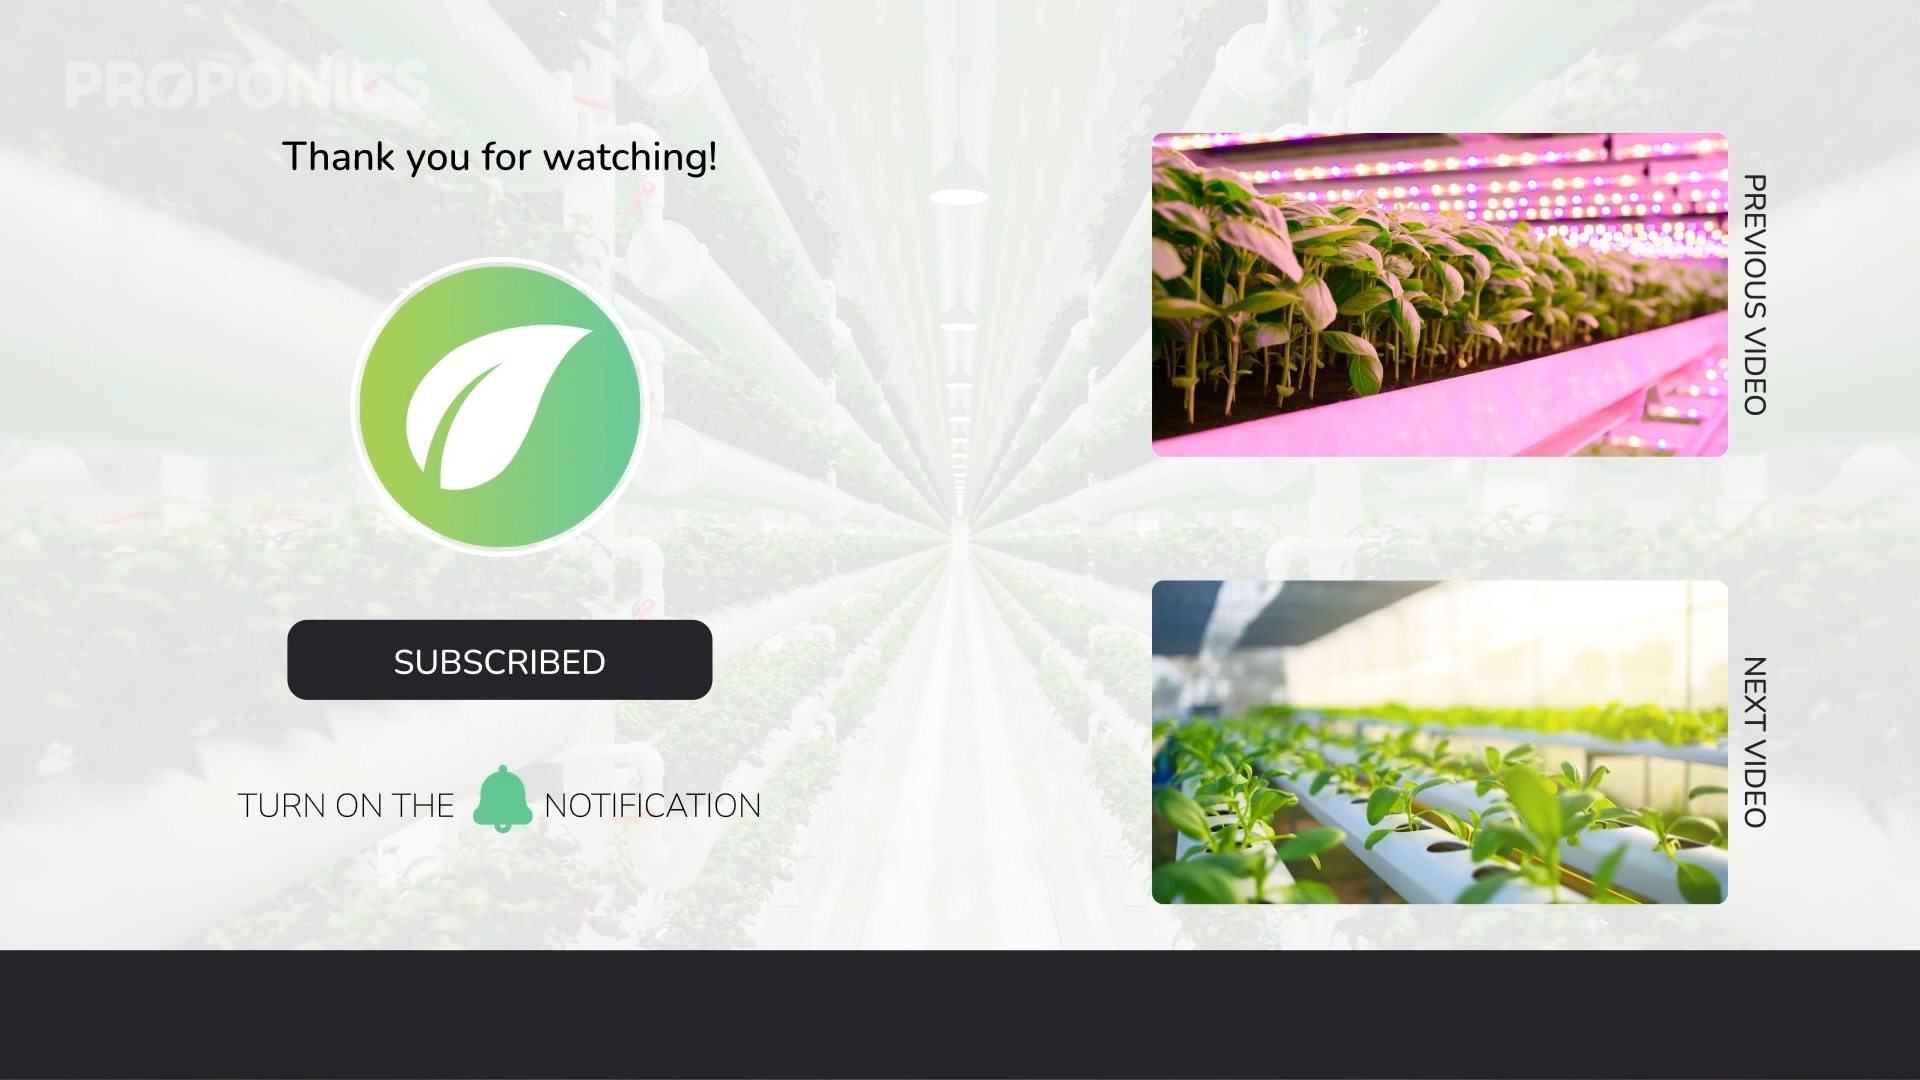 PROPONICS
Thank you for watching!
SUBSCRIBED
TURN ON THE NOTIFICATION
PREVIOUS VIDEO
NEXT VIDEO